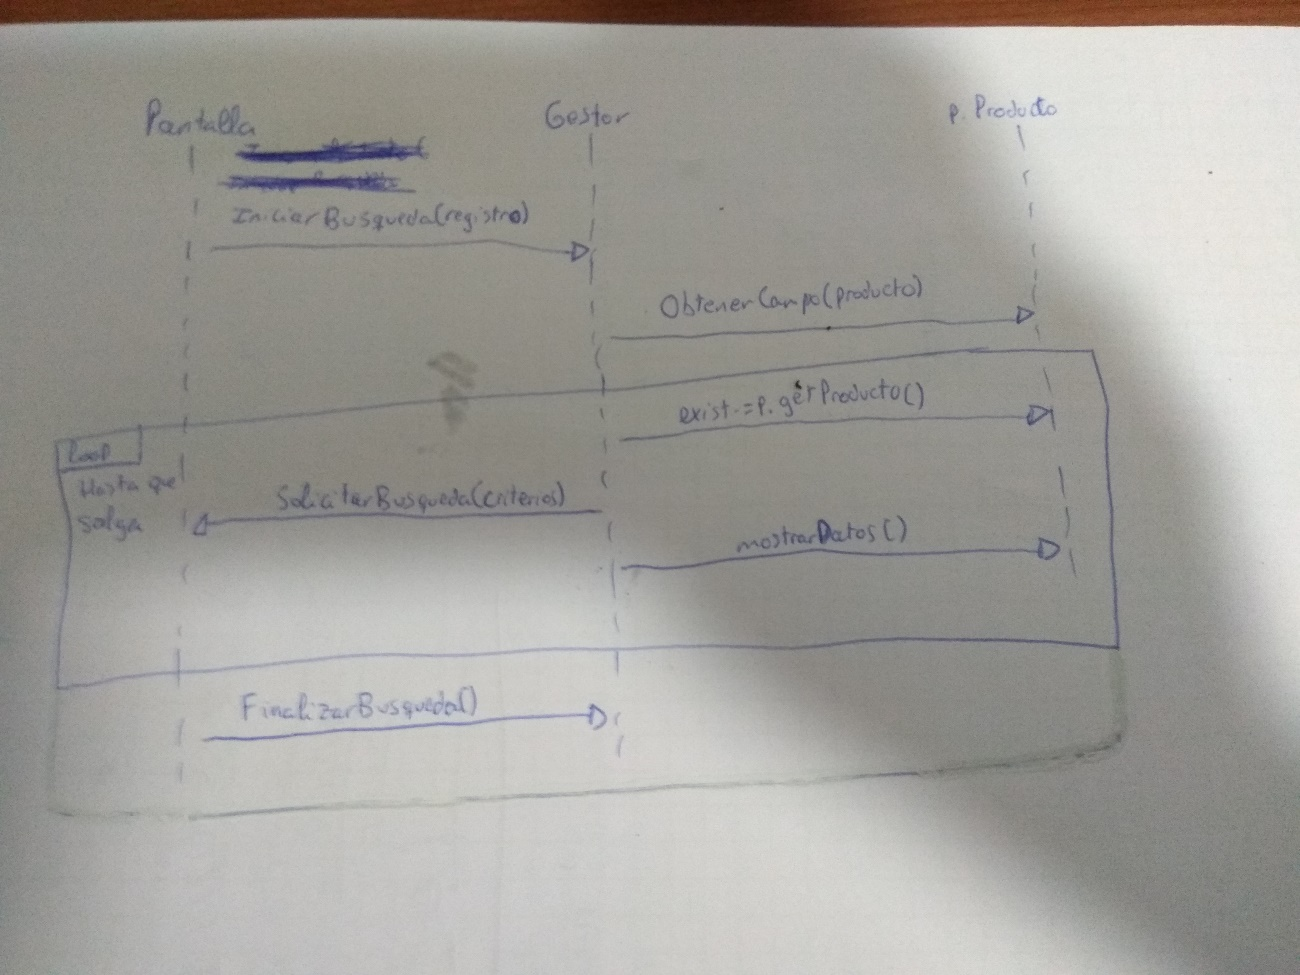 Pantalla
Gestor
p. Producto
IniciarBusqueda(registro)
ObtenerCampo(producto)
exist:=p.getProducto()
loop
Hasta que
salga
SolicitarBusqueda(criterios)
mostrarDatos()
FinalizarBusqueda()